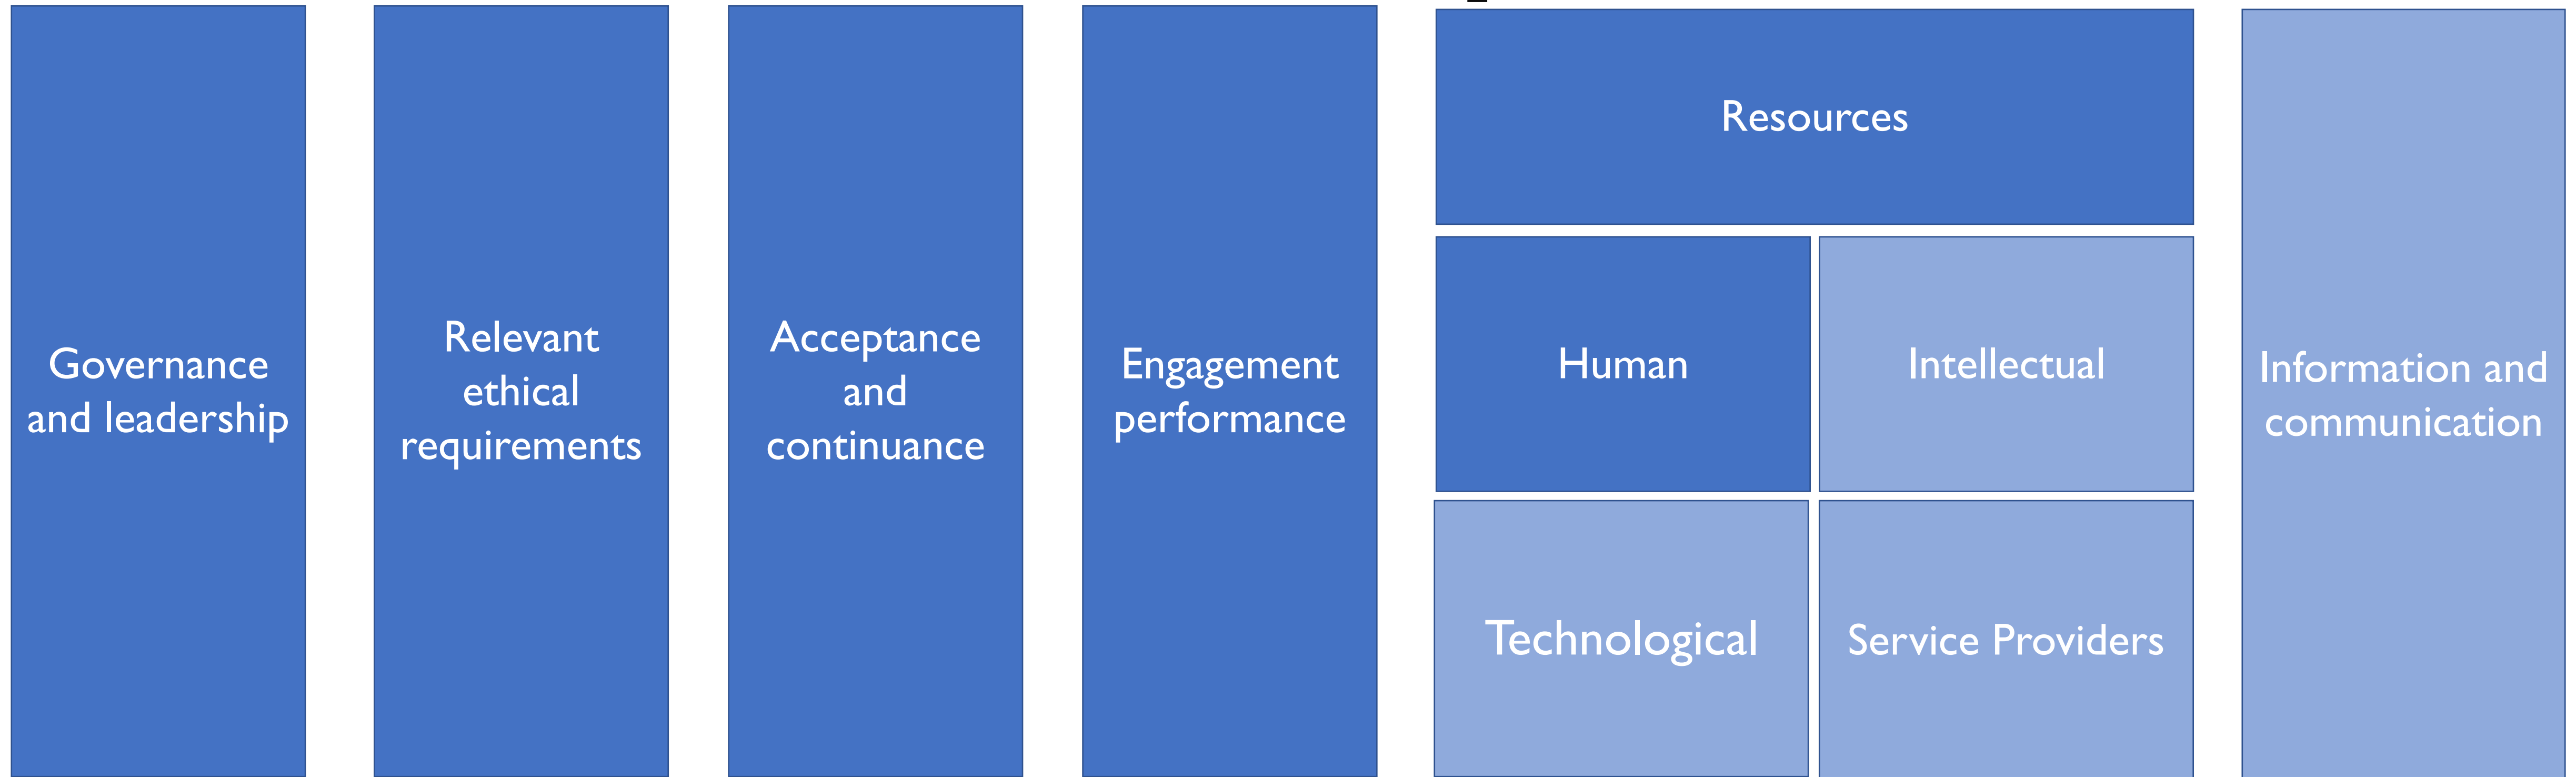 Governance
and leadership
Relevant
ethical
requirements
Acceptance
and
continuance
Engagement
performance
Resources
Human
Intellectual
Technological
Service Providers
Information and
communication